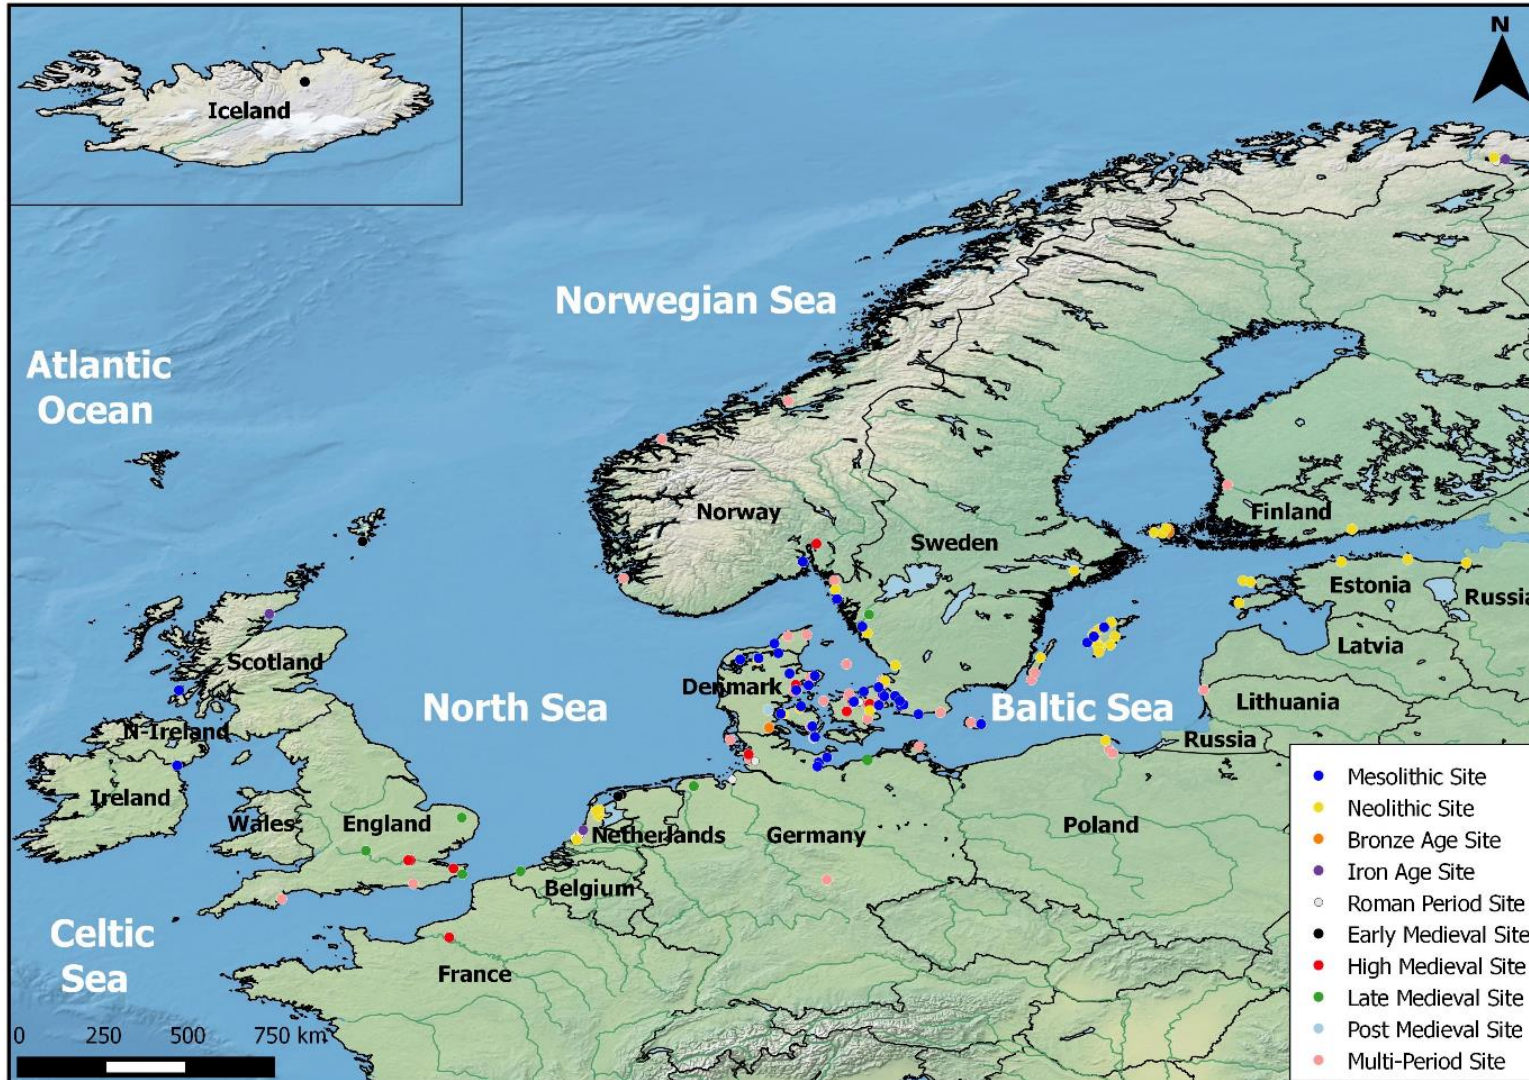 N
Iceland
Norwegian Sea
Atlantic
Ocean
Norway
Finland
Sweden
Estonia
Russia
Latvia
Scotland
Denmark
North Sea
Baltic Sea
Lithuania
N-Ireland
Russia
Ireland
Wales
England
Netherlands
Germany
Poland
Belgium
Celtic
Sea
France
0 250 500 750 km
Mesolithic Site
Neolithic Site
Bronze Age Site
Iron Age Site
Roman Period Site
Early Medieval Site
High Medieval Site
Late Medieval Site
Post Medieval Site
Multi-Period Site